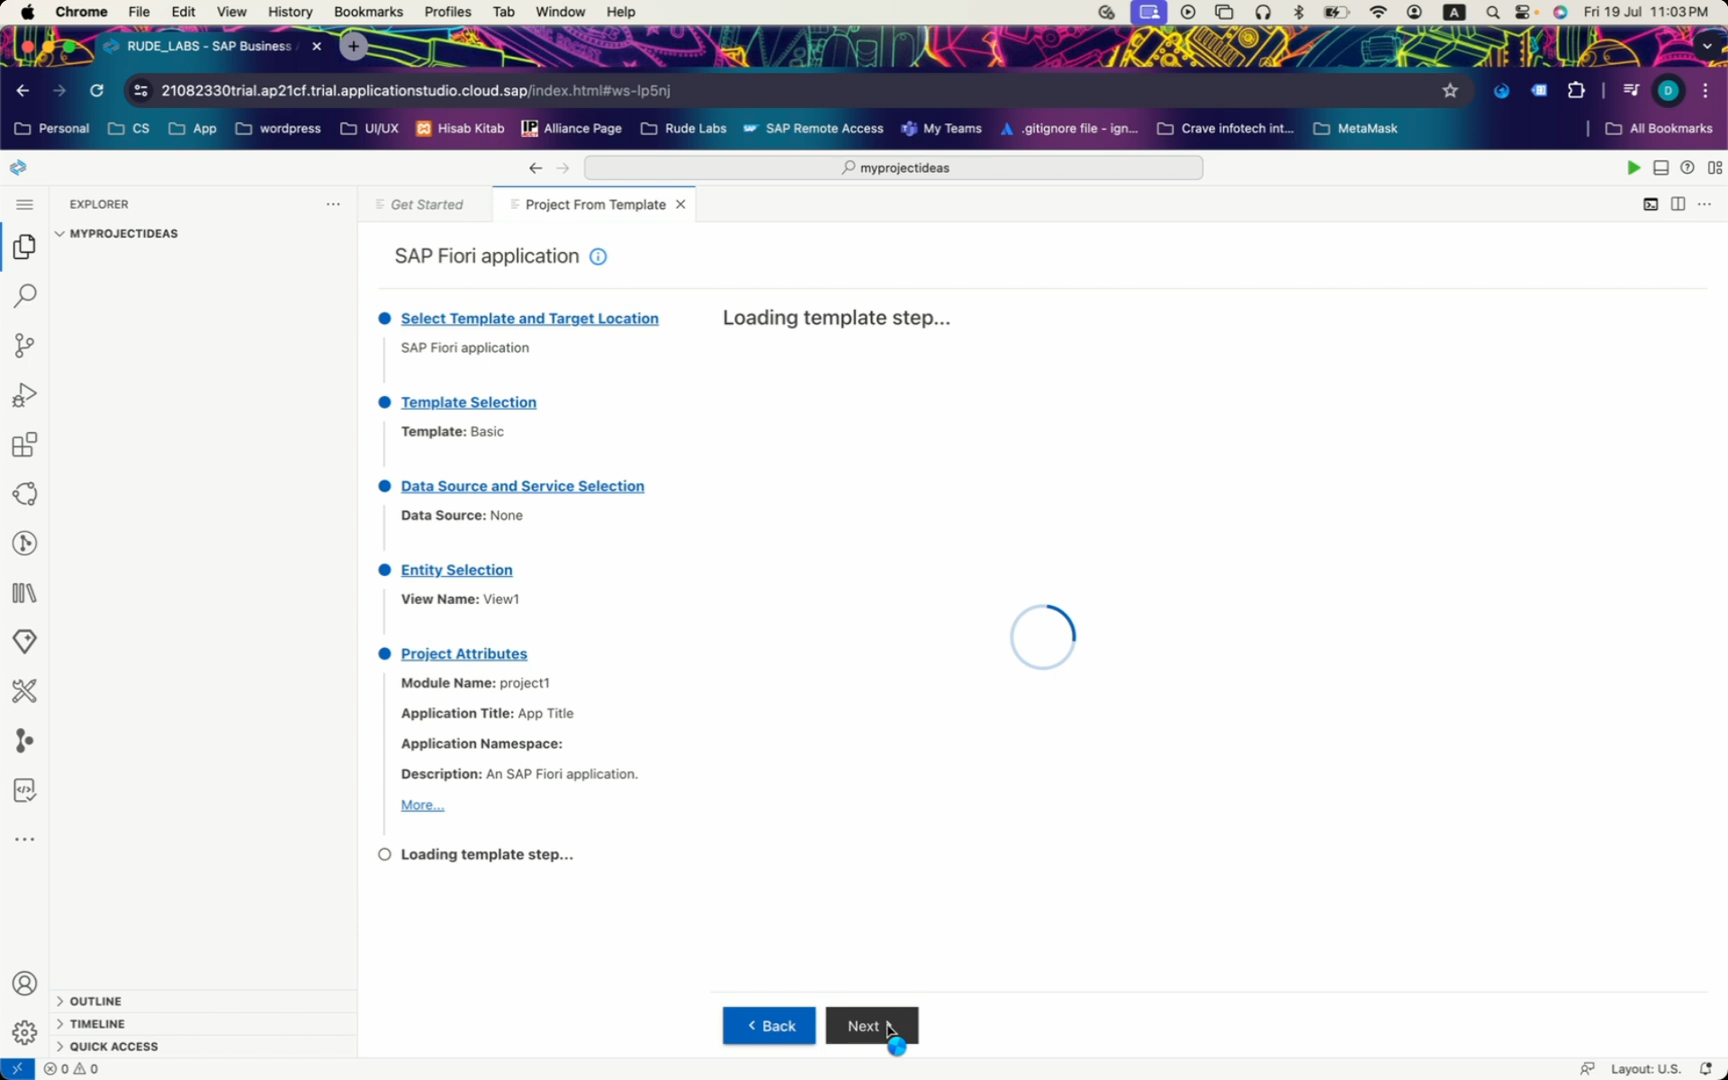 Chrome File Edit View History Bookmarks Profiles Tab Window Help A Fri 19 Jul 11:03 PM
RUDE_LABS - SAP Business
21082330trial.ap21cf.trial.applicationstudio.cloud.sap/index.html#ws-lp5nj D
Personal CS App wordpress UI/UX Hisab Kitab IP Alliance Page Rude Labs SAP Remote Access My Teams .gitignore file - ign... Crave infotech int... MetaMask All Bookmarks
myprojectideas
EXPLORER ... Get Started Project From Template
MYPROJECTIDEAS
SAP Fiori application
Select Template and Target Location
SAP Fiori application
Template Selection
Template: Basic
Data Source and Service Selection
Data Source: None
Entity Selection
View Name: View1
Project Attributes
Module Name: project1
Application Title: App Title
Application Namespace:
Description: An SAP Fiori application.
More...
Loading template step...
Loading template step...
Back Next
OUTLINE
TIMELINE
QUICK ACCESS
0 0 Layout: U.S.